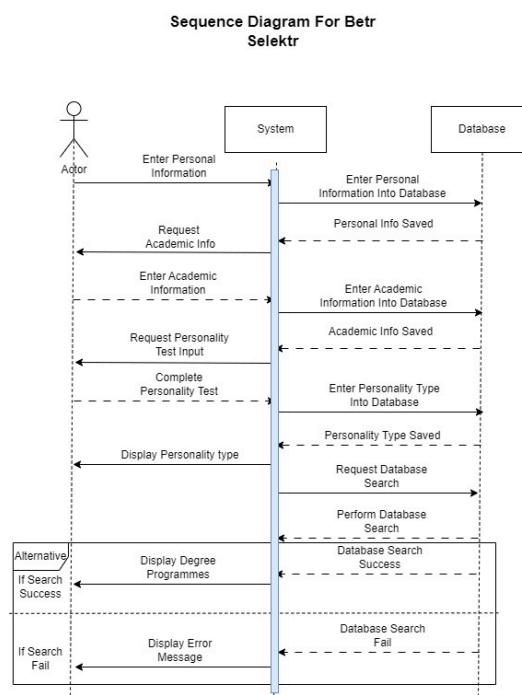 Sequence Diagram For Betr
Selektr
System
Database
Actor
Enter Personal
Information
Enter Personal
Information Into Database
Personal Info Saved
Request
Academic Info
Enter Academic
Information
Enter Academic
Information Into Database
Academic Info Saved
Request Personality
Test Input
Complete
Personality Test
Enter Personality Type
Into Database
Personality Type Saved
Display Personality type
Request Database
Search
Perform Database
Search
Alternative
Database Search
Success
Display Degree
Programmes
If Search
Success
Database Search
Fail
Display Error
Message
If Search
Fail